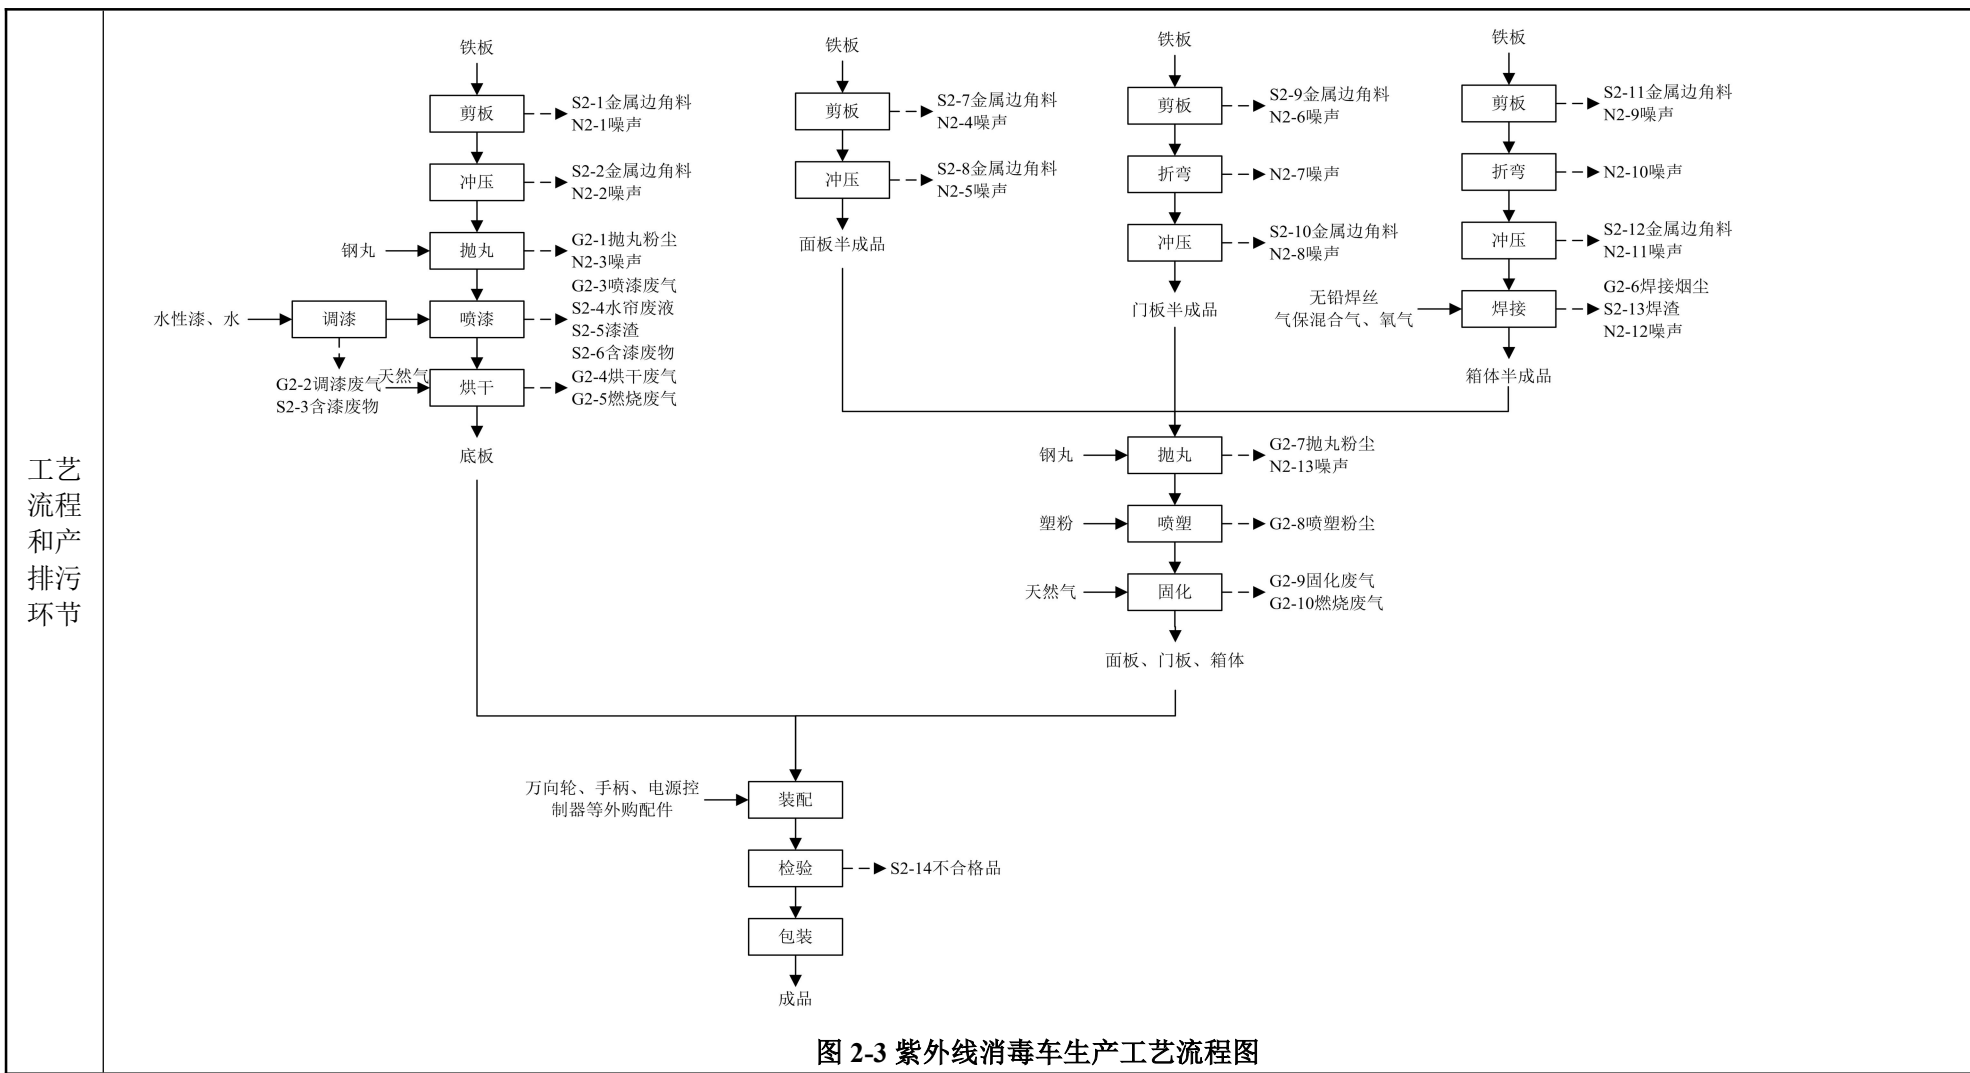 工艺
流程
和产
排污
环节
铁板
剪板
S2-1金属边角料
N2-1噪声
冲压
S2-2金属边角料
N2-2噪声
钢丸
抛丸
G2-1抛丸粉尘
N2-3噪声
水性漆、水
调漆
喷漆
G2-3喷漆废气
S2-4水帘废液
S2-5漆渣
S2-6含漆废物
G2-2调漆废气
S2-3含漆废物
天然气
烘干
G2-4烘干废气
G2-5燃烧废气
底板
铁板
剪板
S2-7金属边角料
N2-4噪声
冲压
S2-8金属边角料
N2-5噪声
面板半成品
铁板
剪板
S2-9金属边角料
N2-6噪声
折弯
N2-7噪声
冲压
S2-10金属边角料
N2-8噪声
门板半成品
铁板
剪板
S2-11金属边角料
N2-9噪声
折弯
N2-10噪声
冲压
S2-12金属边角料
N2-11噪声
无铅焊丝
气保混合气、氧气
焊接
G2-6焊接烟尘
S2-13焊渣
N2-12噪声
箱体半成品
钢丸
抛丸
G2-7抛丸粉尘
N2-13噪声
塑粉
喷塑
G2-8喷塑粉尘
天然气
固化
G2-9固化废气
G2-10燃烧废气
面板、门板、箱体
万向轮、手柄、电源控
制器等外购配件
装配
检验
S2-14不合格品
包装
成品
图 2-3 紫外线消毒车生产工艺流程图